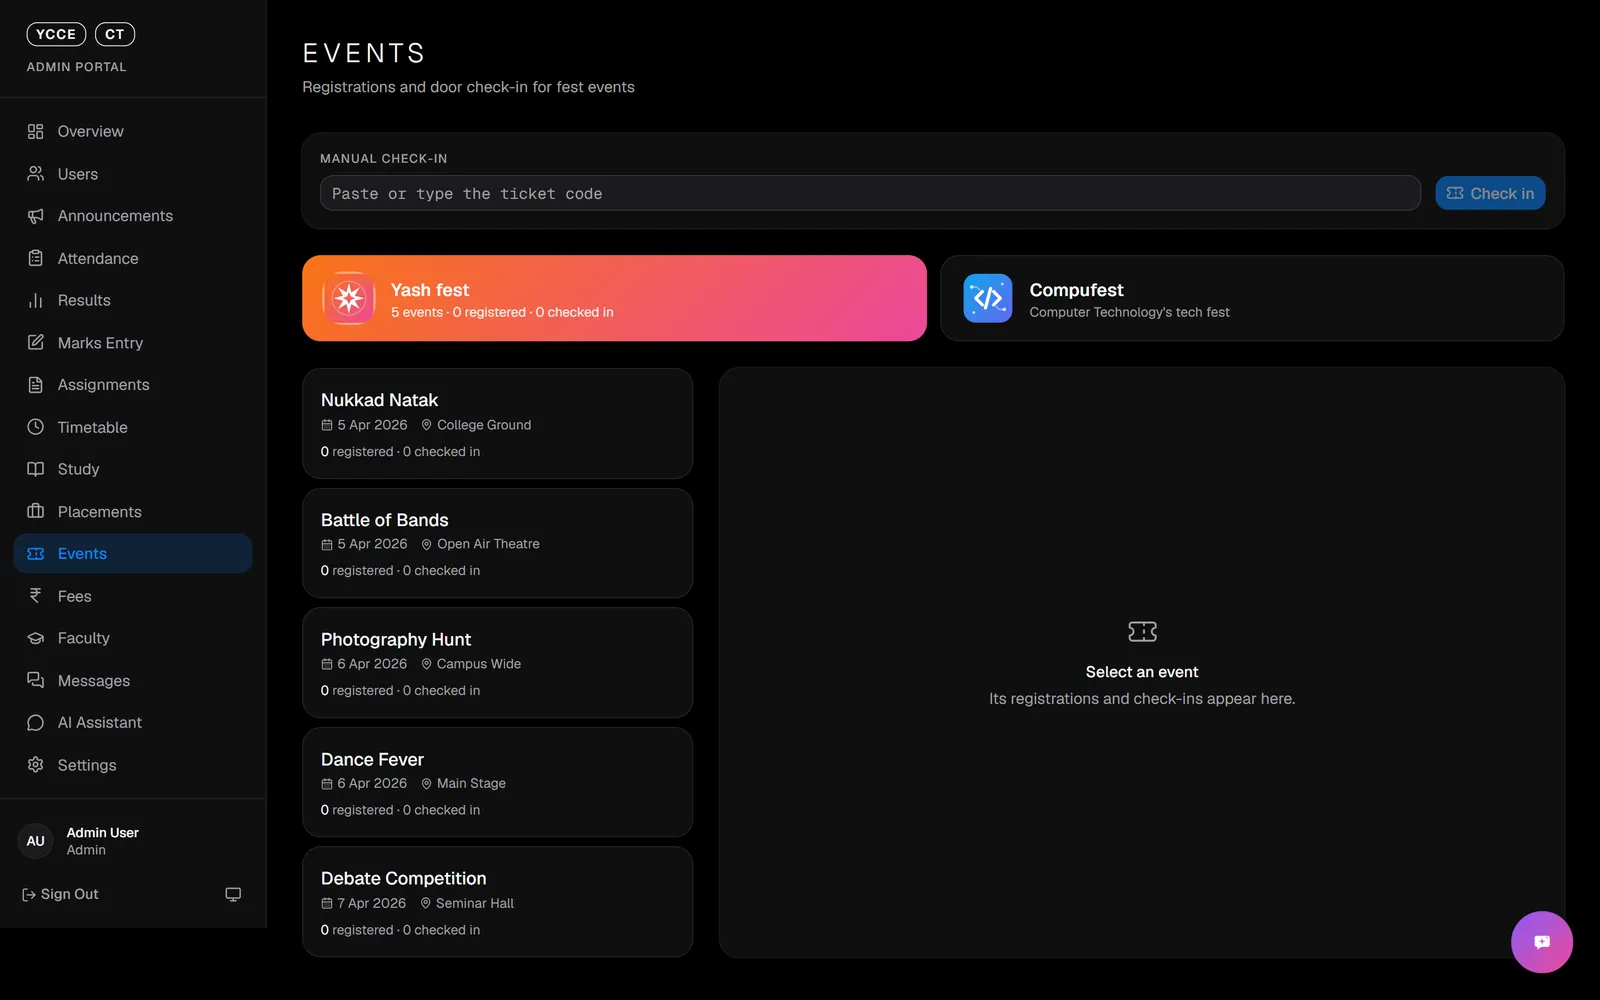 YCCE CT
ADMIN PORTAL
Overview
Users
Announcements
Attendance
Results
Marks Entry
Assignments
Timetable
Study
Placements
Events
Fees
Faculty
Messages
AI Assistant
Settings
AU
Admin User
Admin
Sign Out
EVENTS
Registrations and door check-in for fest events
MANUAL CHECK-IN
Paste or type the ticket code
Check in
Yash fest
5 events · 0 registered · 0 checked in
Compufest
Computer Technology's tech fest
Nukkad Natak
5 Apr 2026 College Ground
0 registered · 0 checked in
Battle of Bands
5 Apr 2026 Open Air Theatre
0 registered · 0 checked in
Photography Hunt
6 Apr 2026 Campus Wide
0 registered · 0 checked in
Dance Fever
6 Apr 2026 Main Stage
0 registered · 0 checked in
Debate Competition
7 Apr 2026 Seminar Hall
0 registered · 0 checked in
Select an event
Its registrations and check-ins appear here.